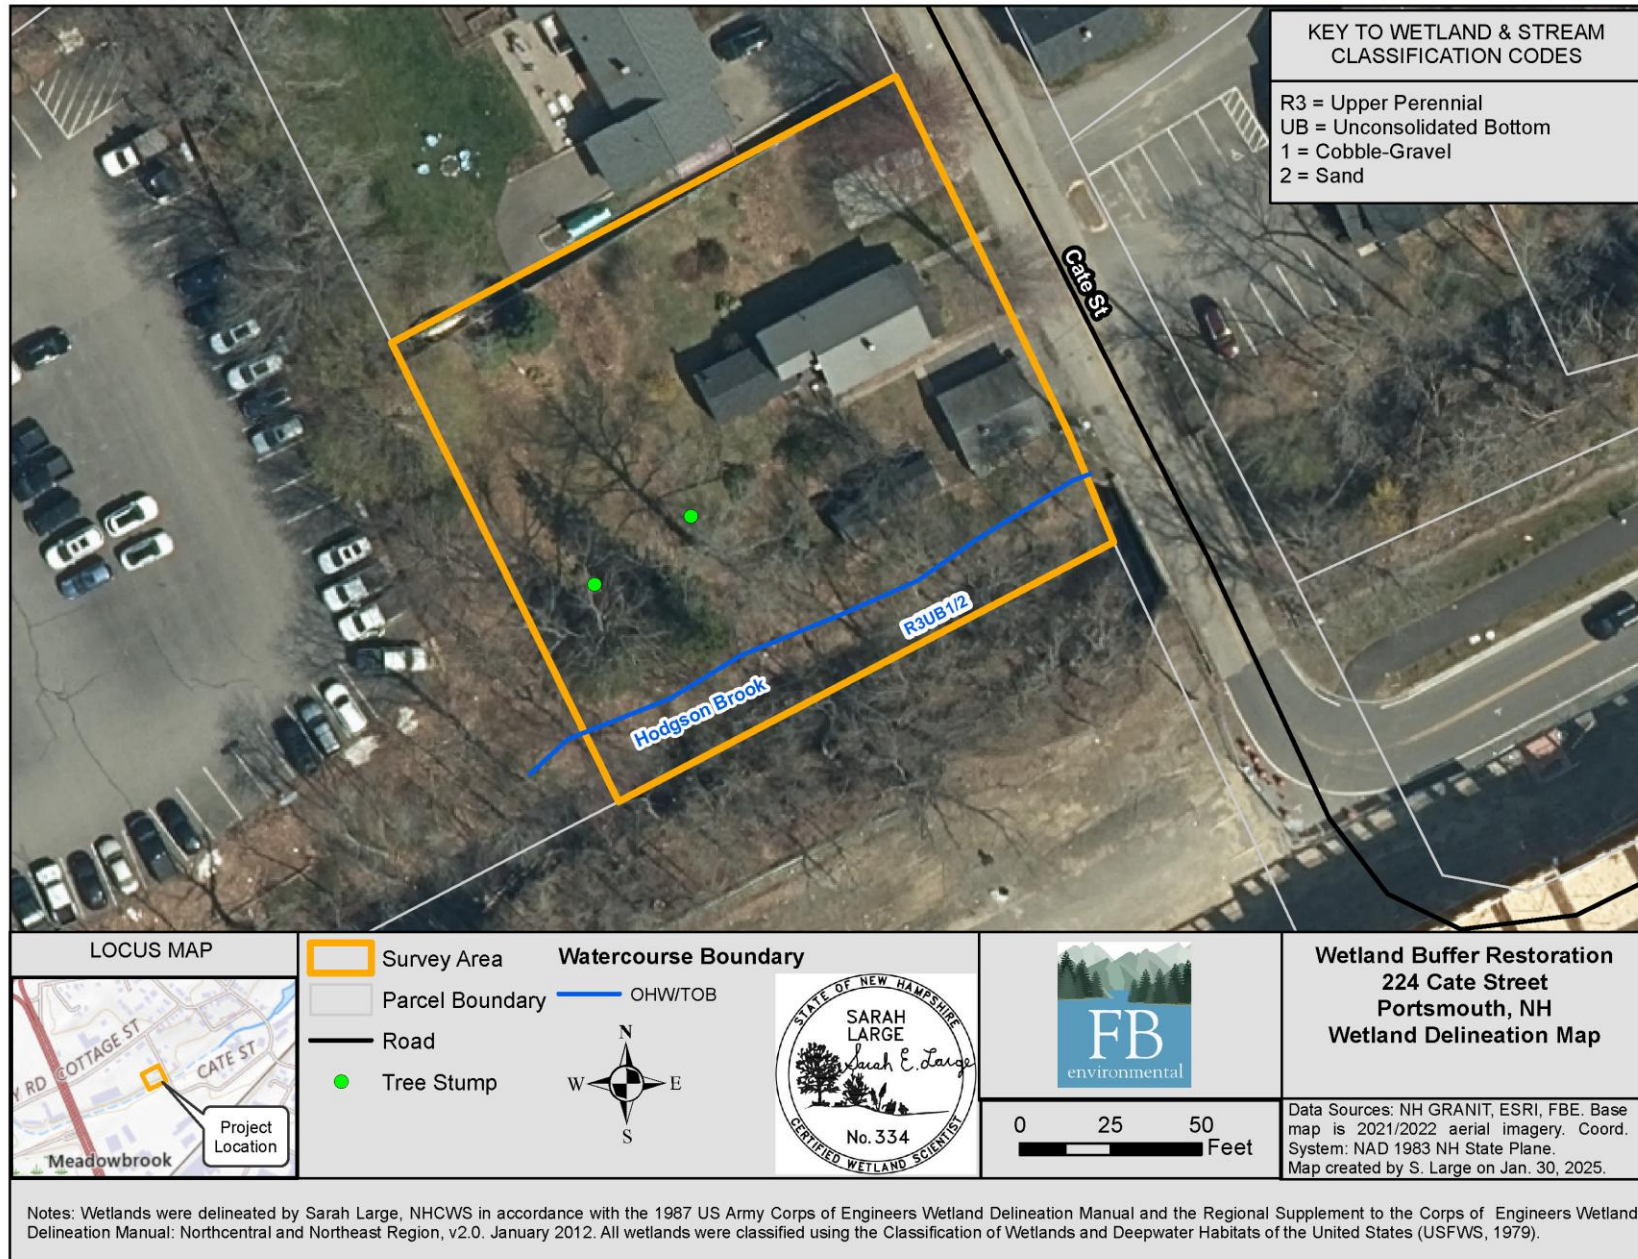 KEY TO WETLAND & STREAM
CLASSIFICATION CODES
R3 = Upper Perennial
UB = Unconsolidated Bottom
1 = Cobble-Gravel
2 = Sand
Cate St
R3UB1/2
Hodgson Brook
LOCUS MAP
Y RD
COTTAGE ST
CATE ST
Project
Location
Meadowbrook
Survey Area
Parcel Boundary
Road
Tree Stump
Watercourse Boundary
OHW/TOB
N
W
E
S
STATE OF NEW HAMPSHIRE
SARAH
LARGE
Sarah E. Large
No. 334
CERTIFIED WETLAND SCIENTIST
FB
environmental
0 25 50
Feet
Wetland Buffer Restoration
224 Cate Street
Portsmouth, NH
Wetland Delineation Map
Data Sources: NH GRANIT, ESRI, FBE. Base
map is 2021/2022 aerial imagery. Coord.
System: NAD 1983 NH State Plane.
Map created by S. Large on Jan. 30, 2025.
Notes: Wetlands were delineated by Sarah Large, NHCWS in accordance with the 1987 US Army Corps of Engineers Wetland Delineation Manual and the Regional Supplement to the Corps of Engineers Wetland
Delineation Manual: Northcentral and Northeast Region, v2.0. January 2012. All wetlands were classified using the Classification of Wetlands and Deepwater Habitats of the United States (USFWS, 1979).